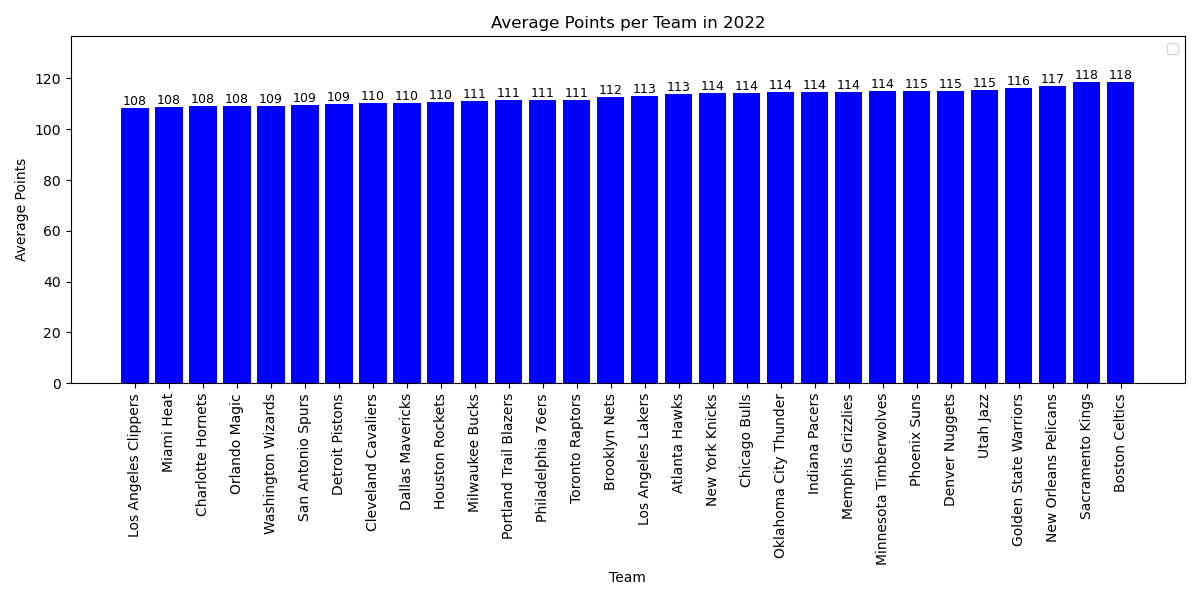 Average Points per Team in 2022
Average Points
120
100
80
60
40
20
0
108 108 108 108 109 109 109 110 110 110 111 111 111 111 112 113 113 114 114 114 114 114 114 115 115 115 116 117 118 118
Los Angeles Clippers
Miami Heat
Charlotte Hornets
Orlando Magic
Washington Wizards
San Antonio Spurs
Detroit Pistons
Cleveland Cavaliers
Dallas Mavericks
Houston Rockets
Milwaukee Bucks
Portland Trail Blazers
Philadelphia 76ers
Toronto Raptors
Brooklyn Nets
Los Angeles Lakers
Atlanta Hawks
New York Knicks
Chicago Bulls
Oklahoma City Thunder
Indiana Pacers
Memphis Grizzlies
Minnesota Timberwolves
Phoenix Suns
Denver Nuggets
Utah Jazz
Golden State Warriors
New Orleans Pelicans
Sacramento Kings
Boston Celtics
Team